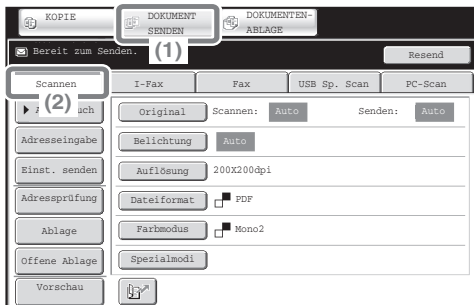 KOPIE
DOKUMENT
SENDEN
DOKUMENTEN-
ABLAGE
(1)
Bereit zum Senden.
Resend
Scannen
I-Fax
Fax
USB Sp. Scan
PC-Scan
(2)
Original
Scannen:
Auto
Senden:
Auto
Adresseingabe
Belichtung
Auto
Einst. senden
Auflösung
200X200dpi
Adressprüfung
Dateiformat
PDF
Ablage
Farbmodus
Mono2
Offene Ablage
Spezialmodi
Vorschau